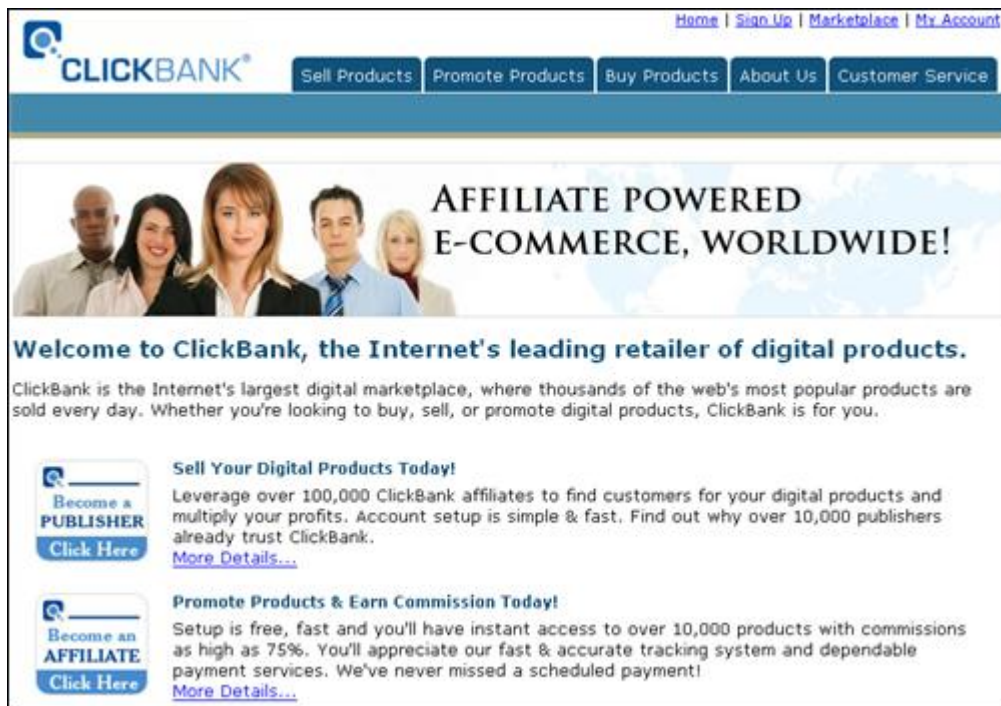 Home | Sign Up | Marketplace | My Account
CLICKBANK®
Sell Products Promote Products Buy Products About Us Customer Service
AFFILIATE POWERED
E-COMMERCE, WORLDWIDE!
Welcome to ClickBank, the Internet's leading retailer of digital products.
ClickBank is the Internet's largest digital marketplace, where thousands of the web's most popular products are
sold every day. Whether you're looking to buy, sell, or promote digital products, ClickBank is for you.
Become a
PUBLISHER
Click Here
Sell Your Digital Products Today!
Leverage over 100,000 ClickBank affiliates to find customers for your digital products and
multiply your profits. Account setup is simple & fast. Find out why over 10,000 publishers
already trust ClickBank.
More Details...
Become an
AFFILIATE
Click Here
Promote Products & Earn Commission Today!
Setup is free, fast and you'll have instant access to over 10,000 products with commissions
as high as 75%. You'll appreciate our fast & accurate tracking system and dependable
payment services. We've never missed a scheduled payment!
More Details...